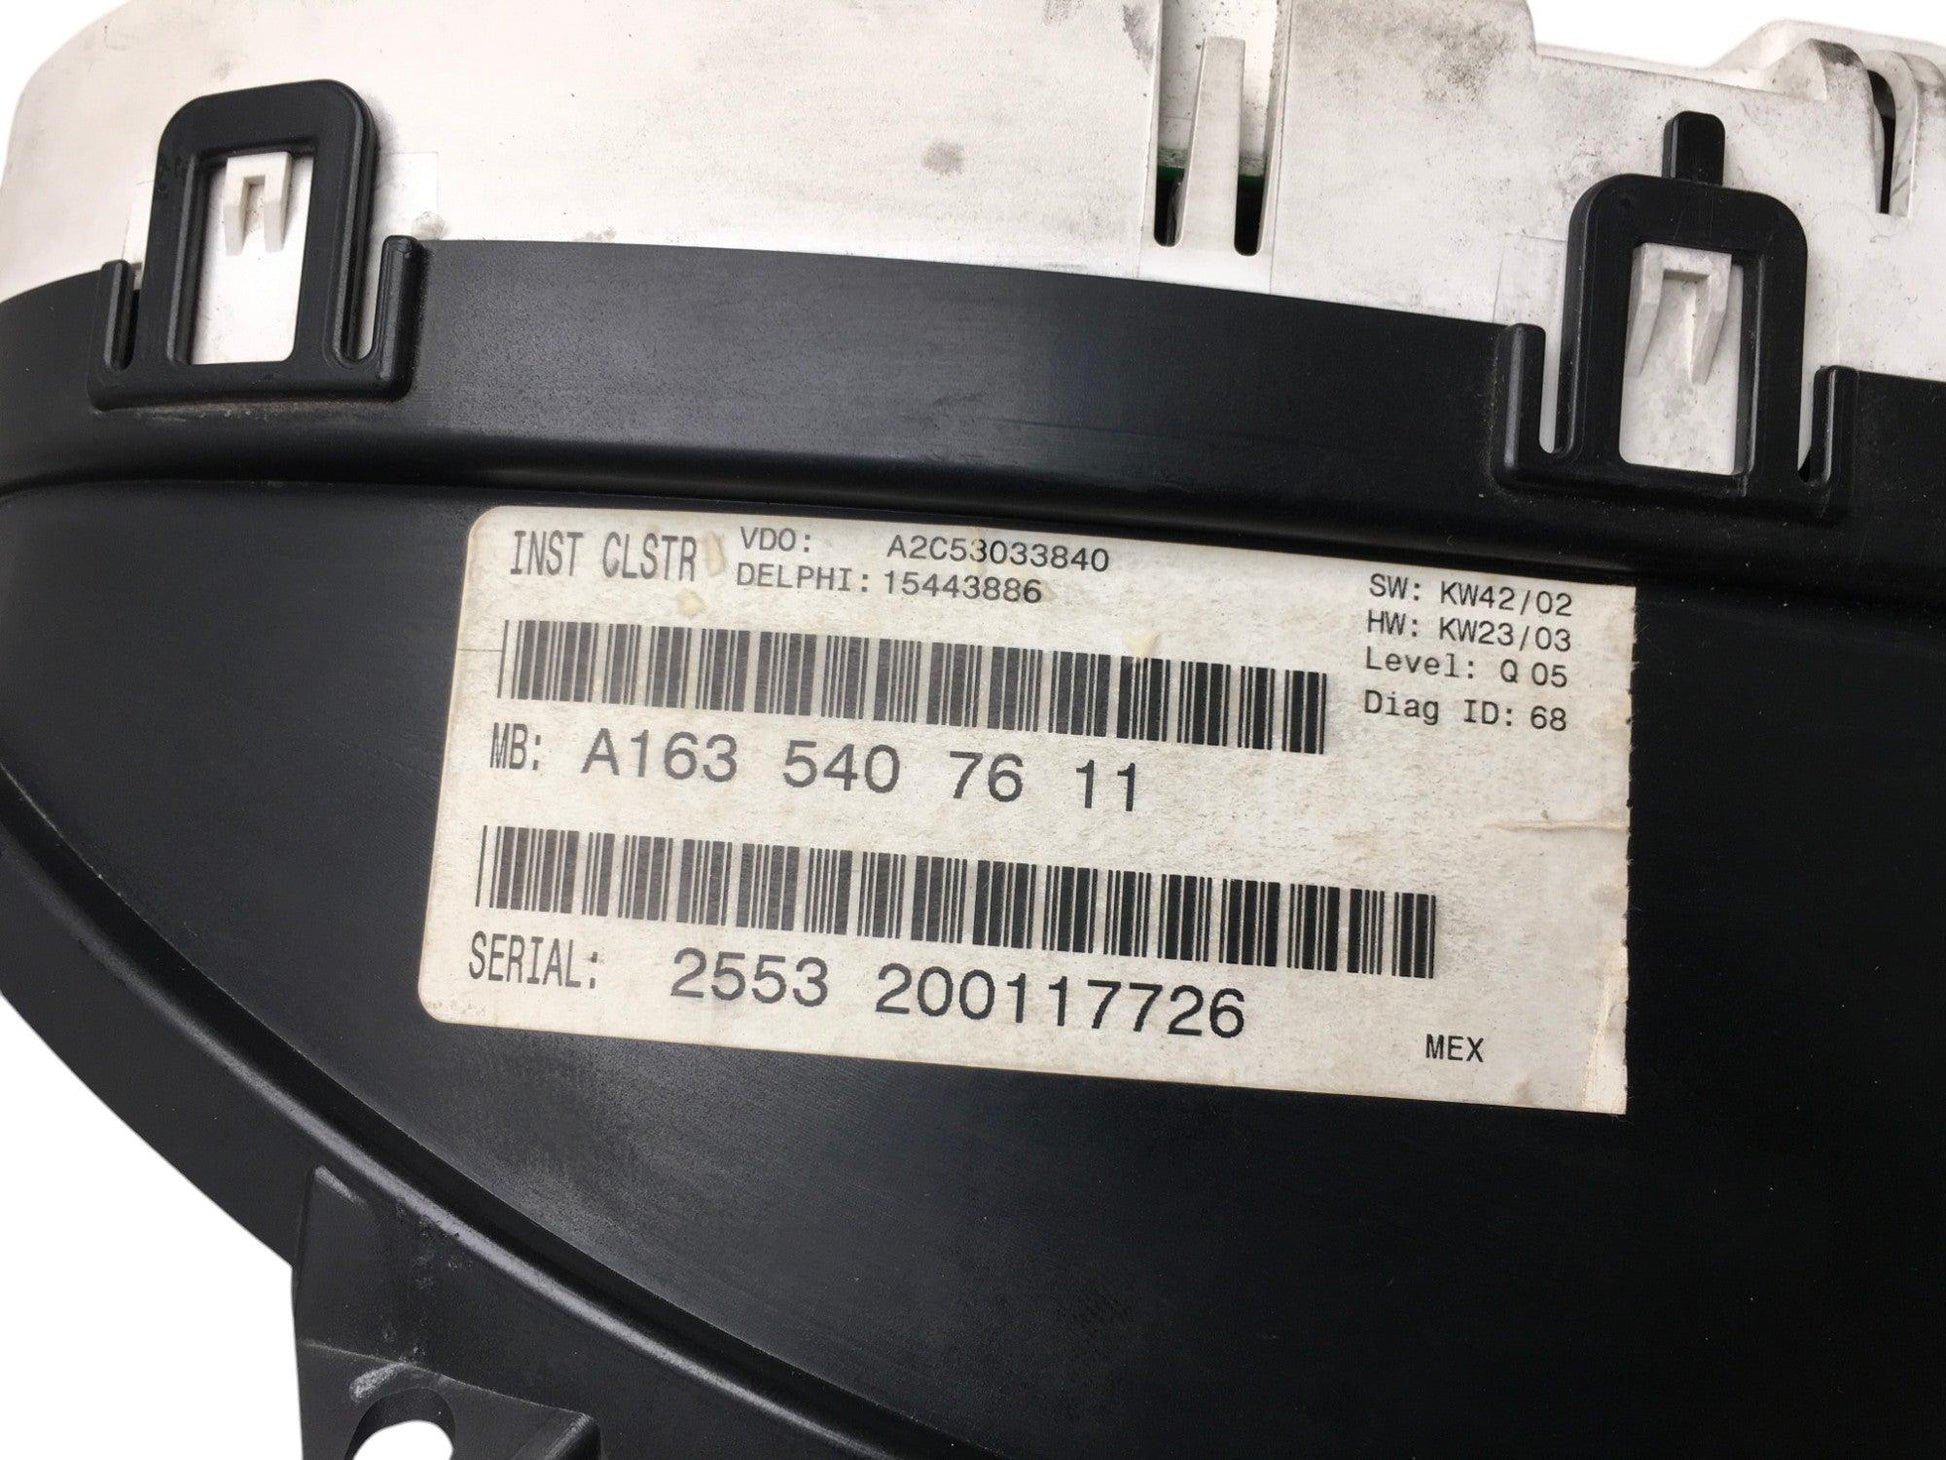 INST CLSTR
VDO: A2C53033840
DELPHI: 15443886
SW: KW42/02
HW: KW23/03
Level: Q 05
Diag ID: 68
MB: A163 540 76 11
SERIAL: 2553 200117726
MEX